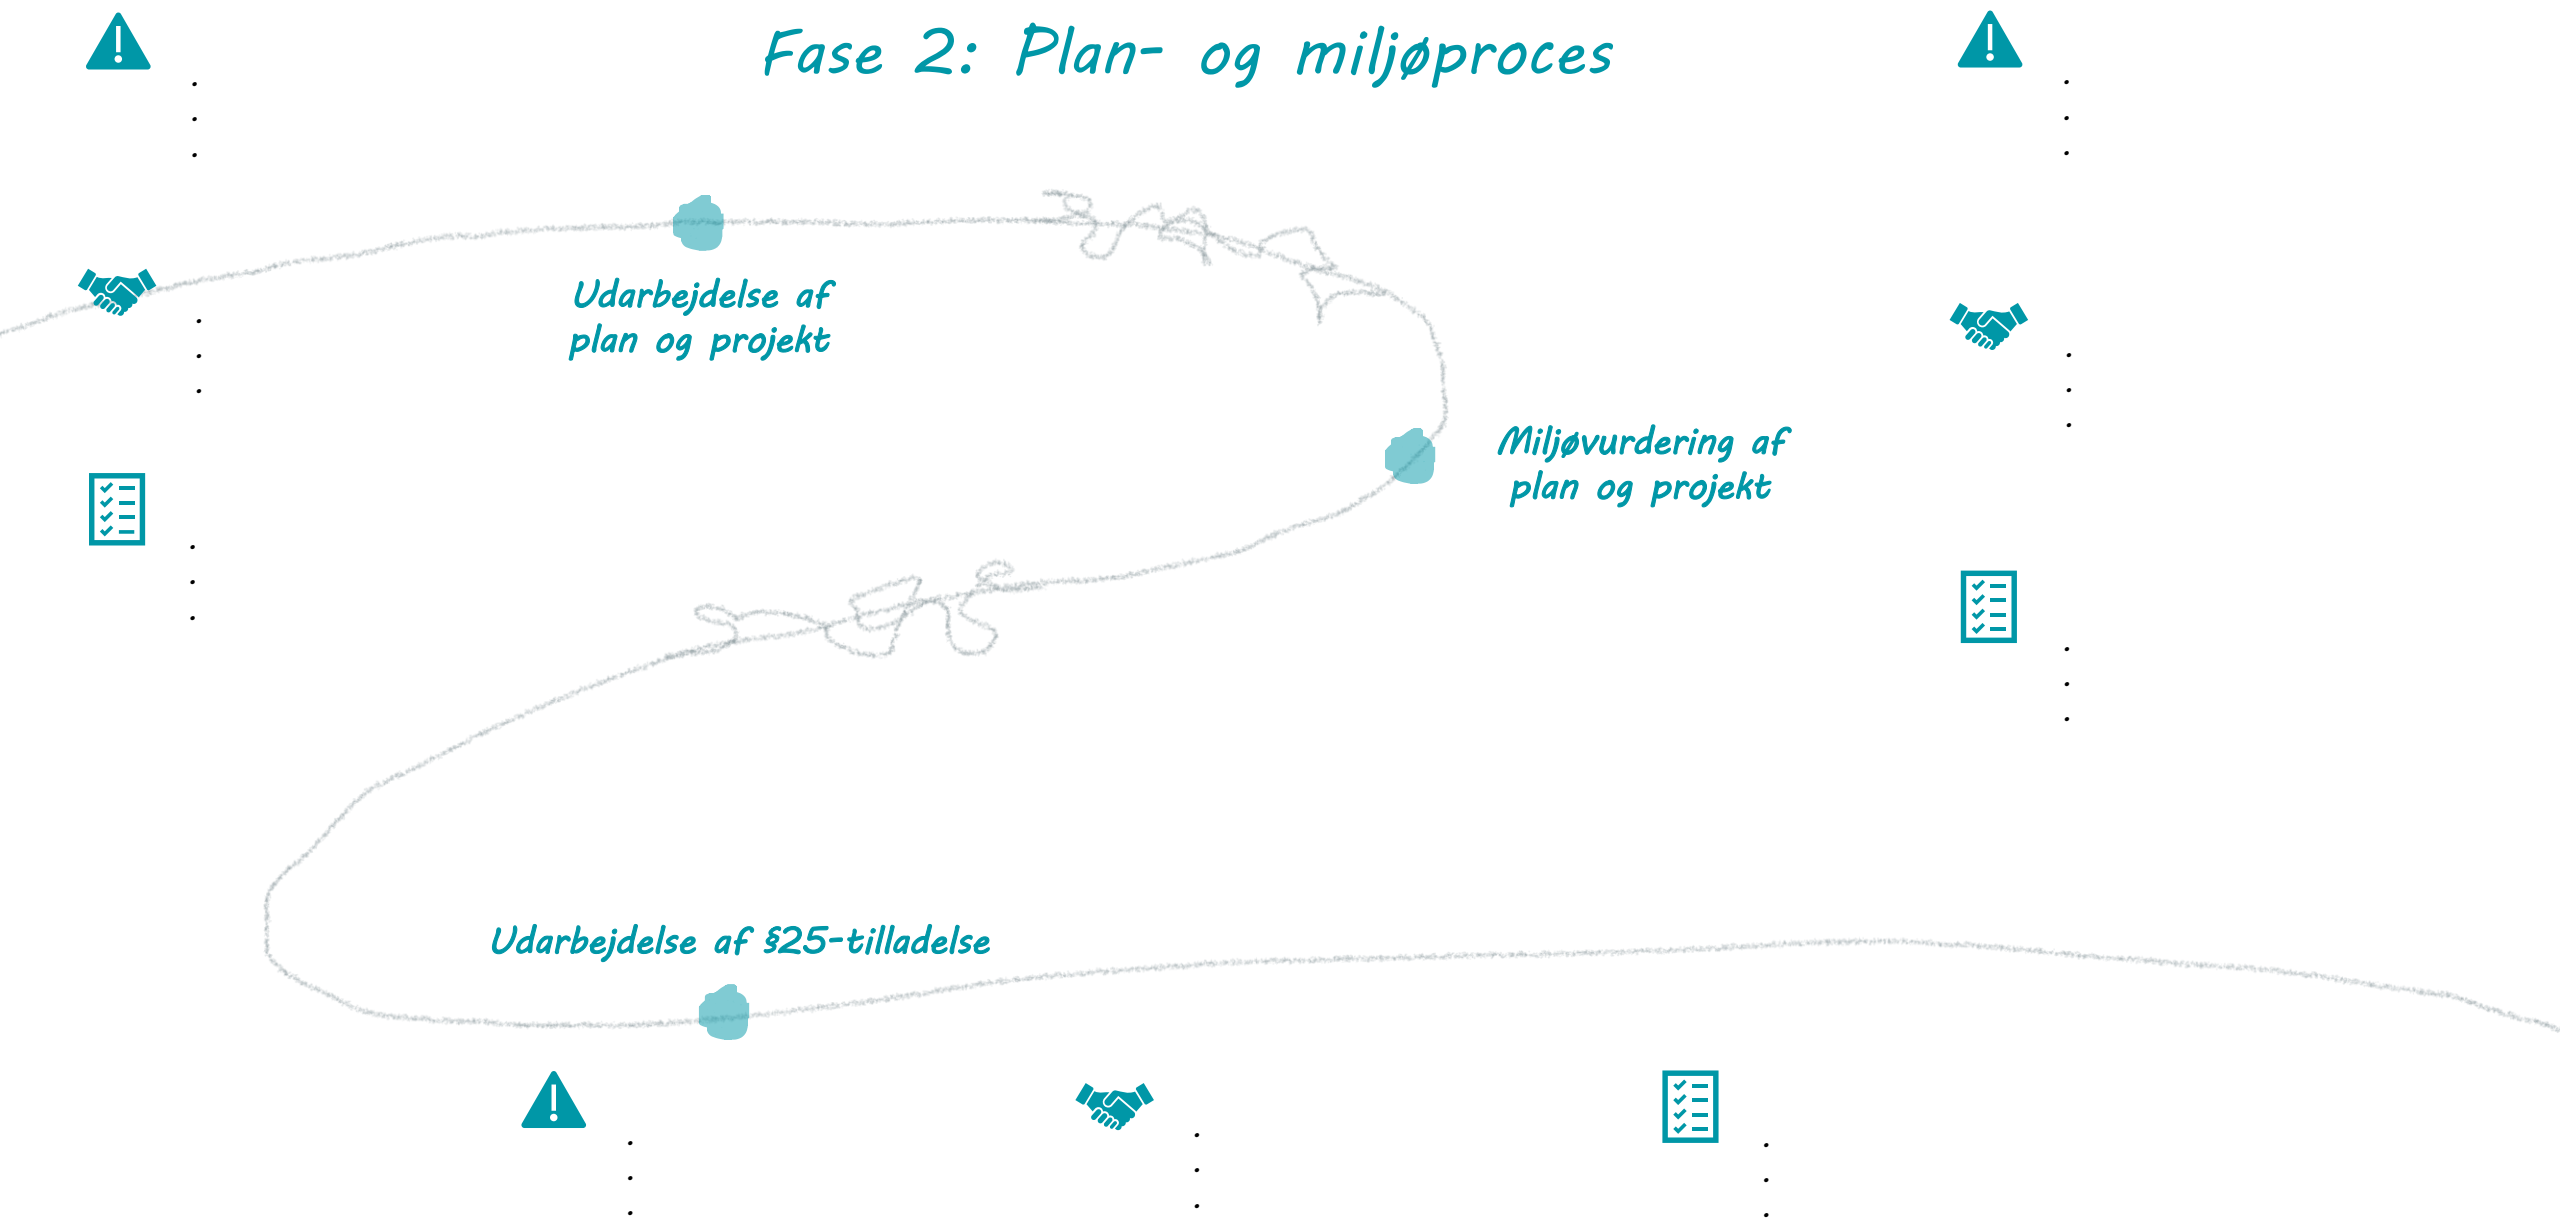 Fase 2: Plan- og miljøproces
Udarbejdelse af
plan og projekt
Miljøvurdering af
plan og projekt
Udarbejdelse af §25-tilladelse